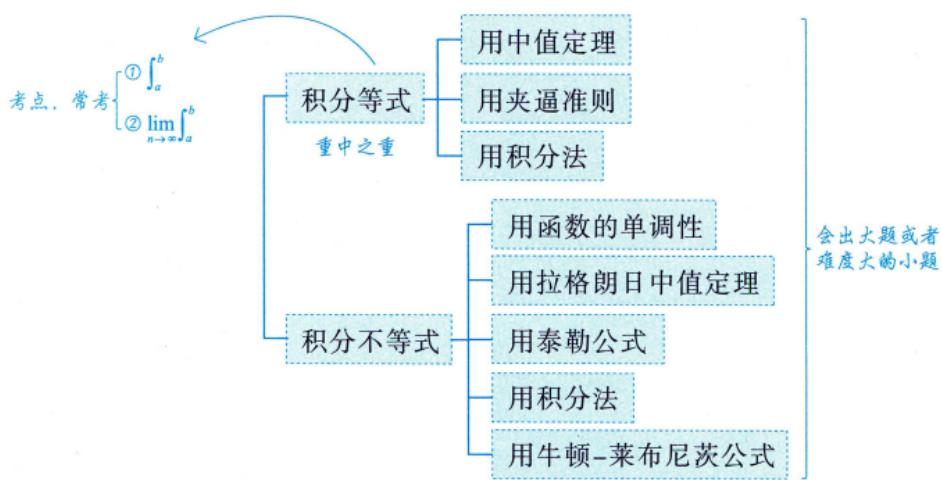 考点，常考
① ∫_a^b
② lim_{n→∞} ∫_a^b
积分等式
重中之重
用中值定理
用夹逼准则
用积分法
积分不等式
用函数的单调性
用拉格朗日中值定理
用泰勒公式
用积分法
用牛顿-莱布尼茨公式
会出大题或者
难度大的小题